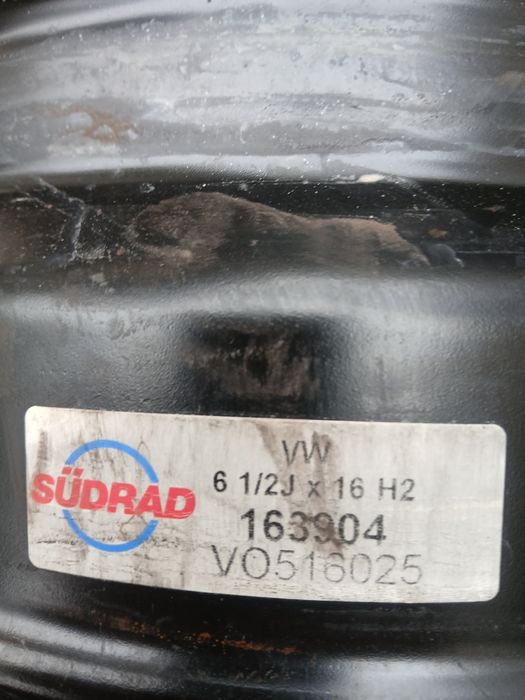 SÜDRAD
VW
6 1/2J x 16 H2
163904
VO516025